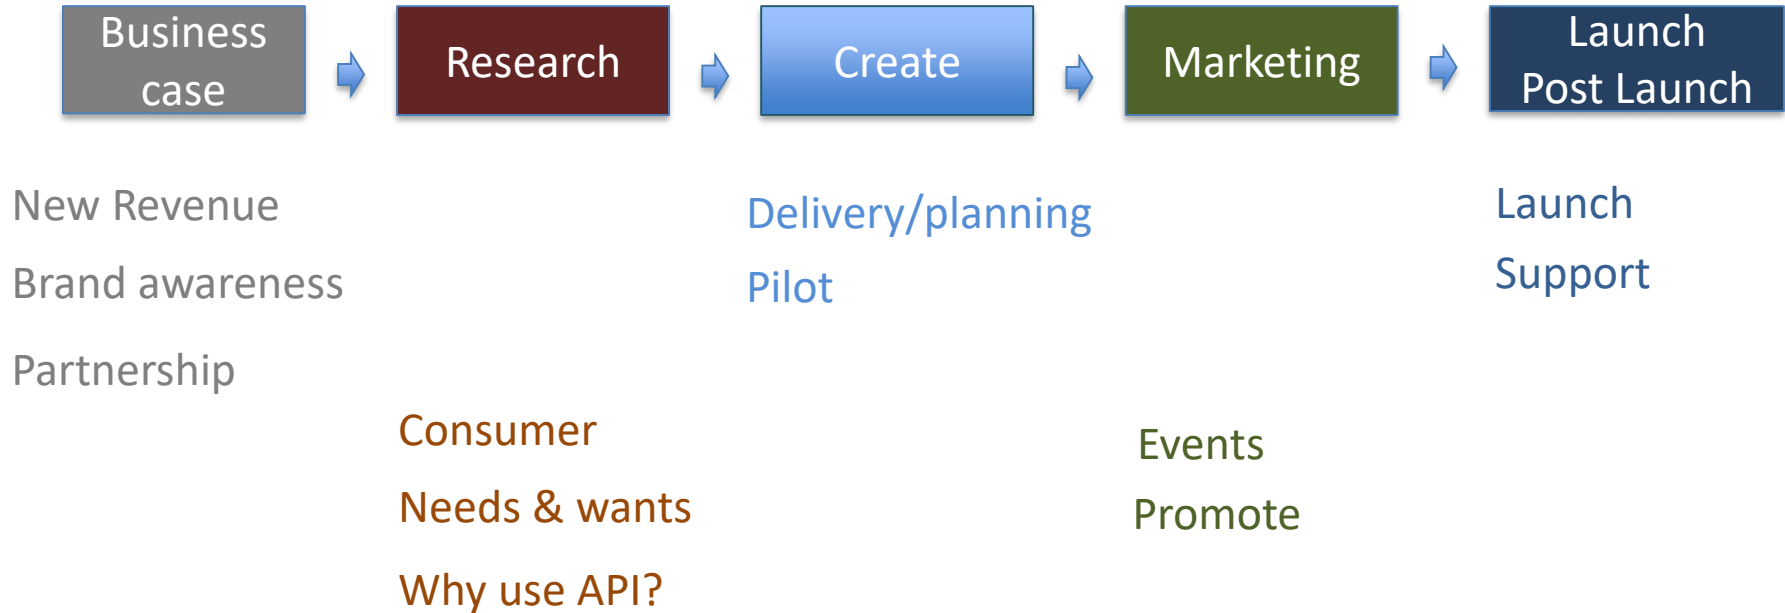 Business
case
Research
Create
Marketing
Launch
Post Launch
New Revenue
Brand awareness
Partnership
Consumer
Needs & wants
Why use API?
Delivery/planning
Pilot
Events
Promote
Launch
Support